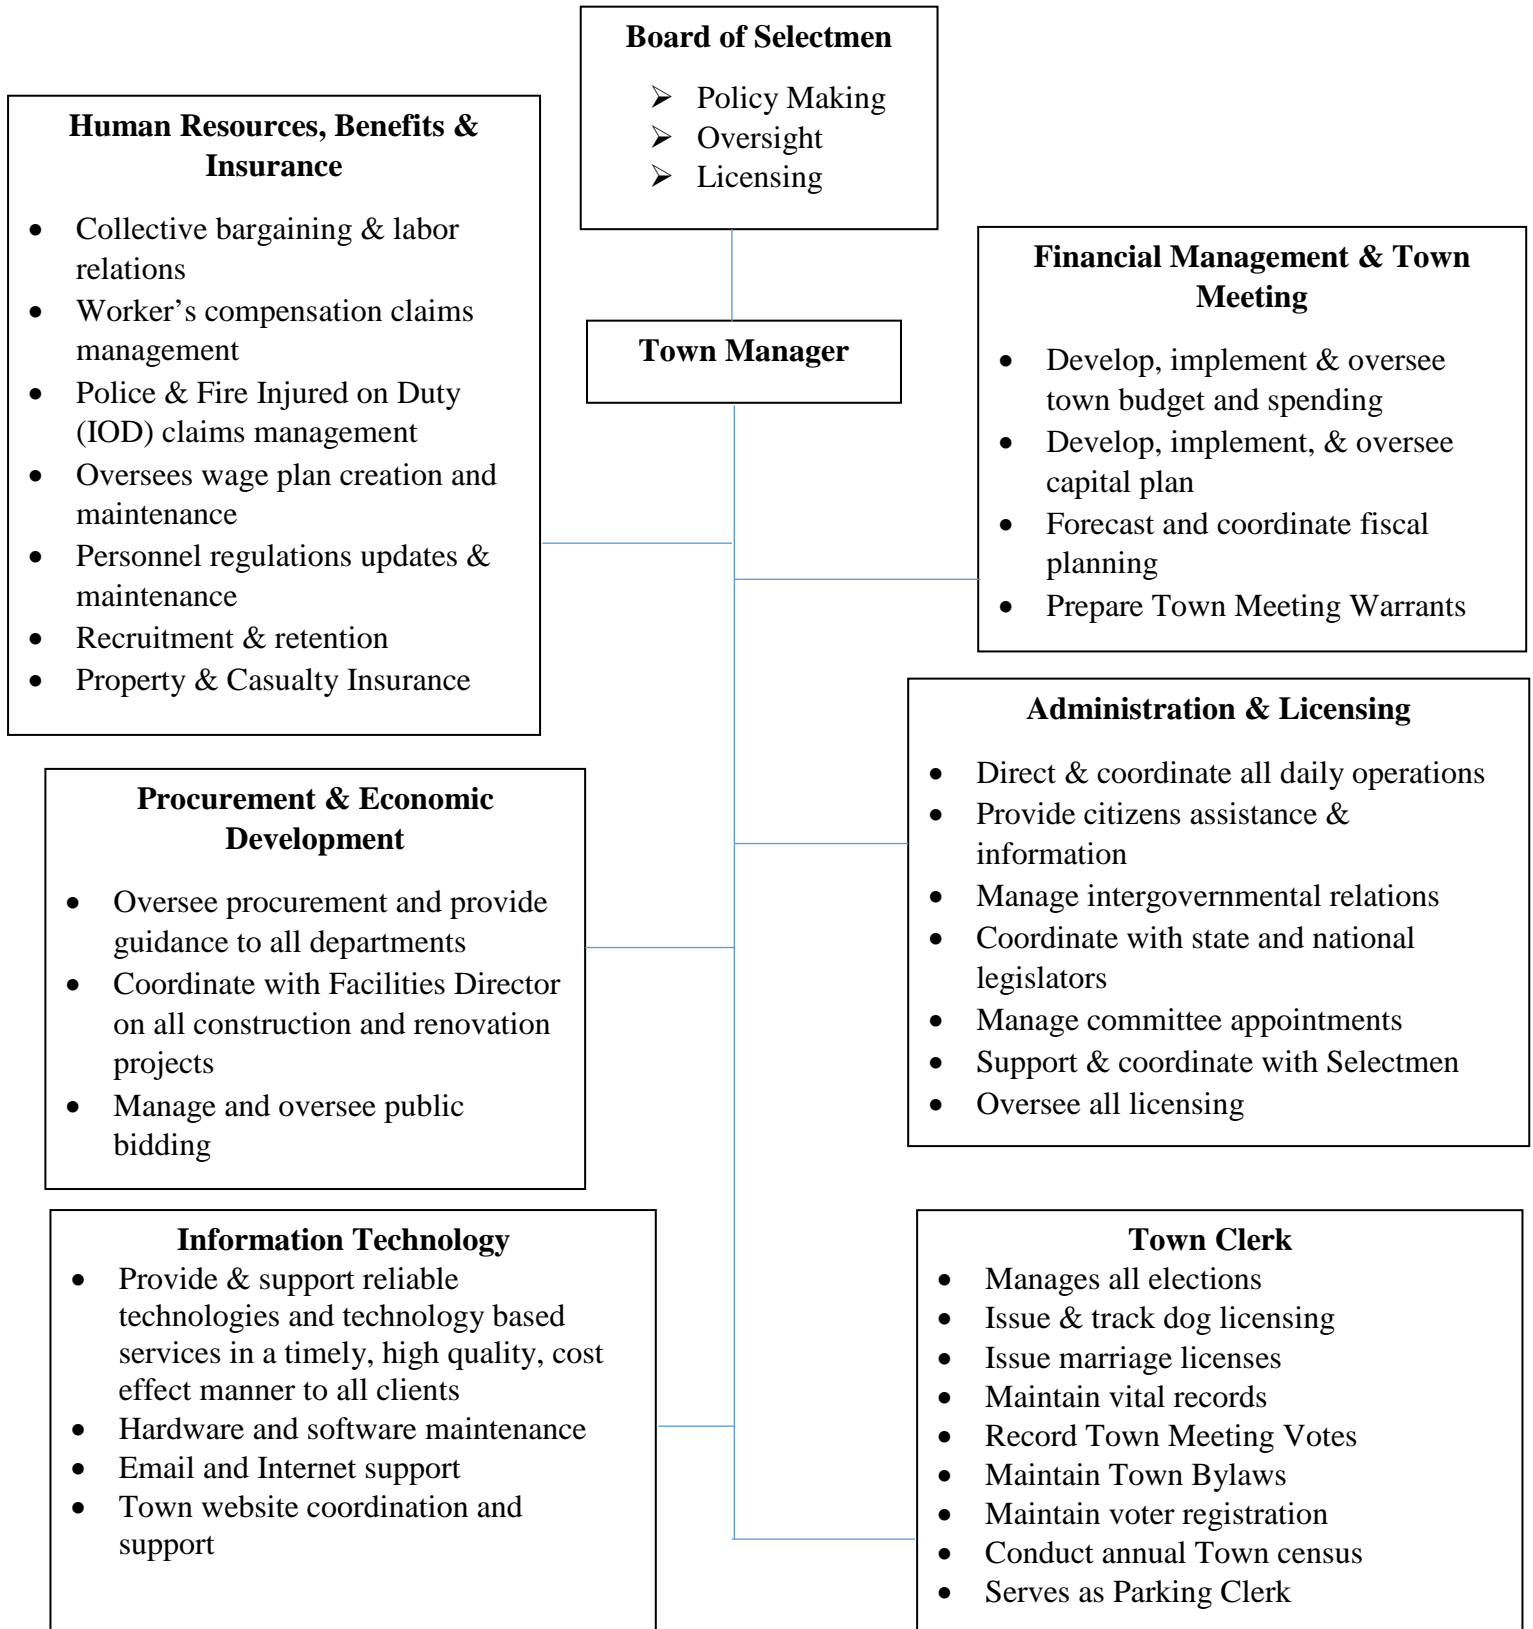 Board of Selectmen
➢ Policy Making
➢ Oversight
➢ Licensing
Human Resources, Benefits &
Insurance
• Collective bargaining & labor
relations
• Worker’s compensation claims
management
• Police & Fire Injured on Duty
(IOD) claims management
• Oversees wage plan creation and
maintenance
• Personnel regulations updates &
maintenance
• Recruitment & retention
• Property & Casualty Insurance
Town Manager
Financial Management & Town
Meeting
• Develop, implement & oversee
town budget and spending
• Develop, implement, & oversee
capital plan
• Forecast and coordinate fiscal
planning
• Prepare Town Meeting Warrants
Administration & Licensing
• Direct & coordinate all daily operations
• Provide citizens assistance &
information
• Manage intergovernmental relations
• Coordinate with state and national
legislators
• Manage committee appointments
• Support & coordinate with Selectmen
• Oversee all licensing
Procurement & Economic
Development
• Oversee procurement and provide
guidance to all departments
• Coordinate with Facilities Director
on all construction and renovation
projects
• Manage and oversee public
bidding
Information Technology
• Provide & support reliable
technologies and technology based
services in a timely, high quality, cost
effect manner to all clients
• Hardware and software maintenance
• Email and Internet support
• Town website coordination and
support
Town Clerk
• Manages all elections
• Issue & track dog licensing
• Issue marriage licenses
• Maintain vital records
• Record Town Meeting Votes
• Maintain Town Bylaws
• Maintain voter registration
• Conduct annual Town census
• Serves as Parking Clerk